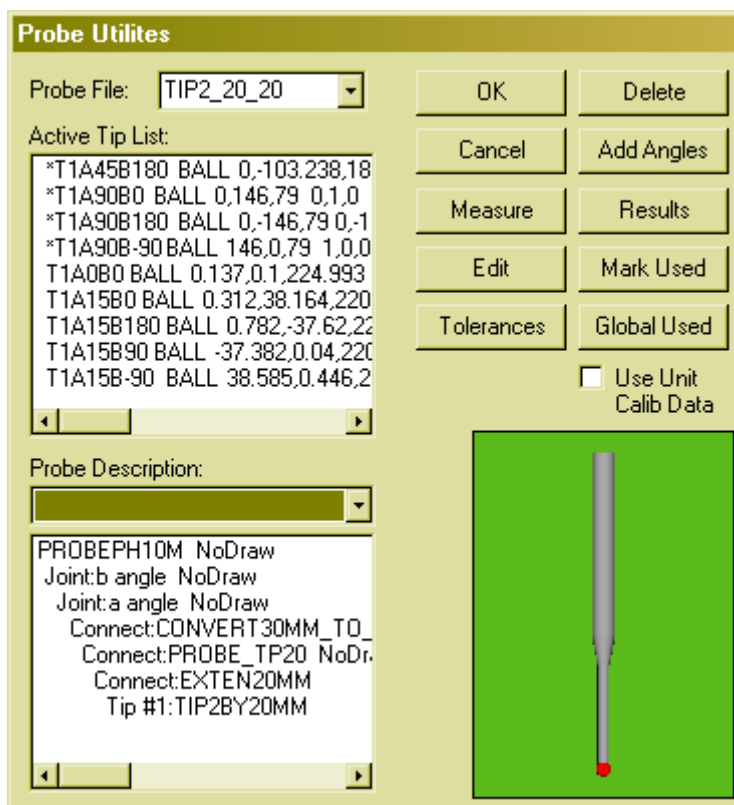 Probe Utilites
Probe File: TIP2_20_20
OK
Delete
Active Tip List:
Cancel
Add Angles
*T1A45B180 BALL 0,-103.238,18
*T1A90B0 BALL 0,146,79 0,1,0
*T1A90B180 BALL 0,-146,79 0,-1
*T1A90B-90 BALL 146,0,79 1,0,0
T1A0B0 BALL 0.137,0.1,224.993
T1A15B0 BALL 0.312,38.164,220
T1A15B180 BALL 0.782,-37.62,22
T1A15B90 BALL -37.382,0.04,220
T1A15B-90 BALL 38.585,0.446,2
Measure
Results
Edit
Mark Used
Tolerances
Global Used
Use Unit
Calib Data
Probe Description:
PROBEPH10M NoDraw
Joint:b angle NoDraw
Joint:a angle NoDraw
Connect:CONVERT30MM_TO_
Connect:PROBE_TP20 NoDr
Connect:EXTEN20MM
Tip #1:TIP2BY20MM